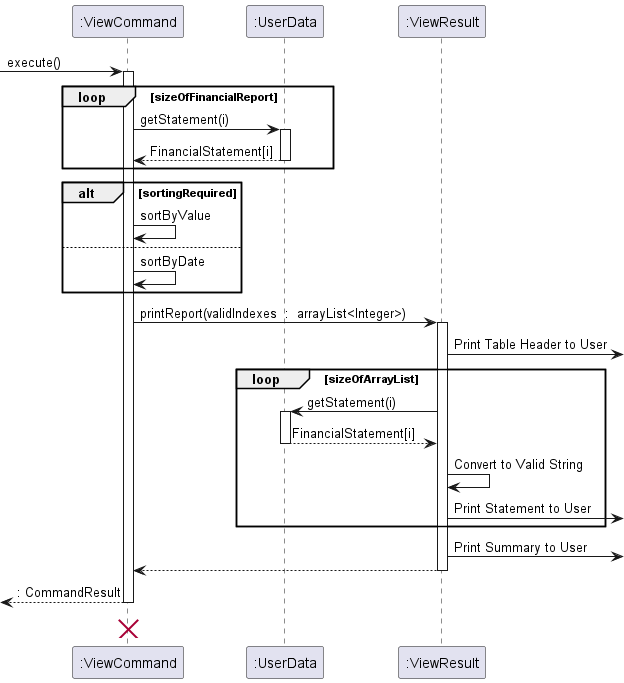 :ViewCommand :UserData :ViewResult
execute()
loop [sizeOfFinancialReport]
getStatement(i)
FinancialStatement[i]
alt [sortingRequired]
sortByValue
sortByDate
printReport(validIndexes : arrayList<Integer>)
Print Table Header to User
loop [sizeOfArrayList]
getStatement(i)
FinancialStatement[i]
Convert to Valid String
Print Statement to User
Print Summary to User
: CommandResult
:ViewCommand :UserData :ViewResult